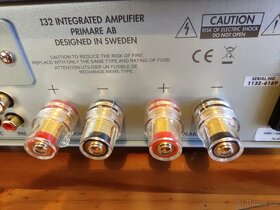 I32 INTEGRATED AMPLIFIER
PRIMARE AB
DESIGNED IN SWEDEN
CAUTION
RISK OF ELECTRIC SHOCK
DO NOT OPEN
CAUTION TO REDUCE THE RISK OF FIRE,
REPLACE WITH ONLY THE SAME TYPE AND RATING OF FUSE.
ATTENTION UTILISER UN FUSIBLE DE
RECHANGE MEME TYPE
SERIAL NO
1132-6169
+ - + -